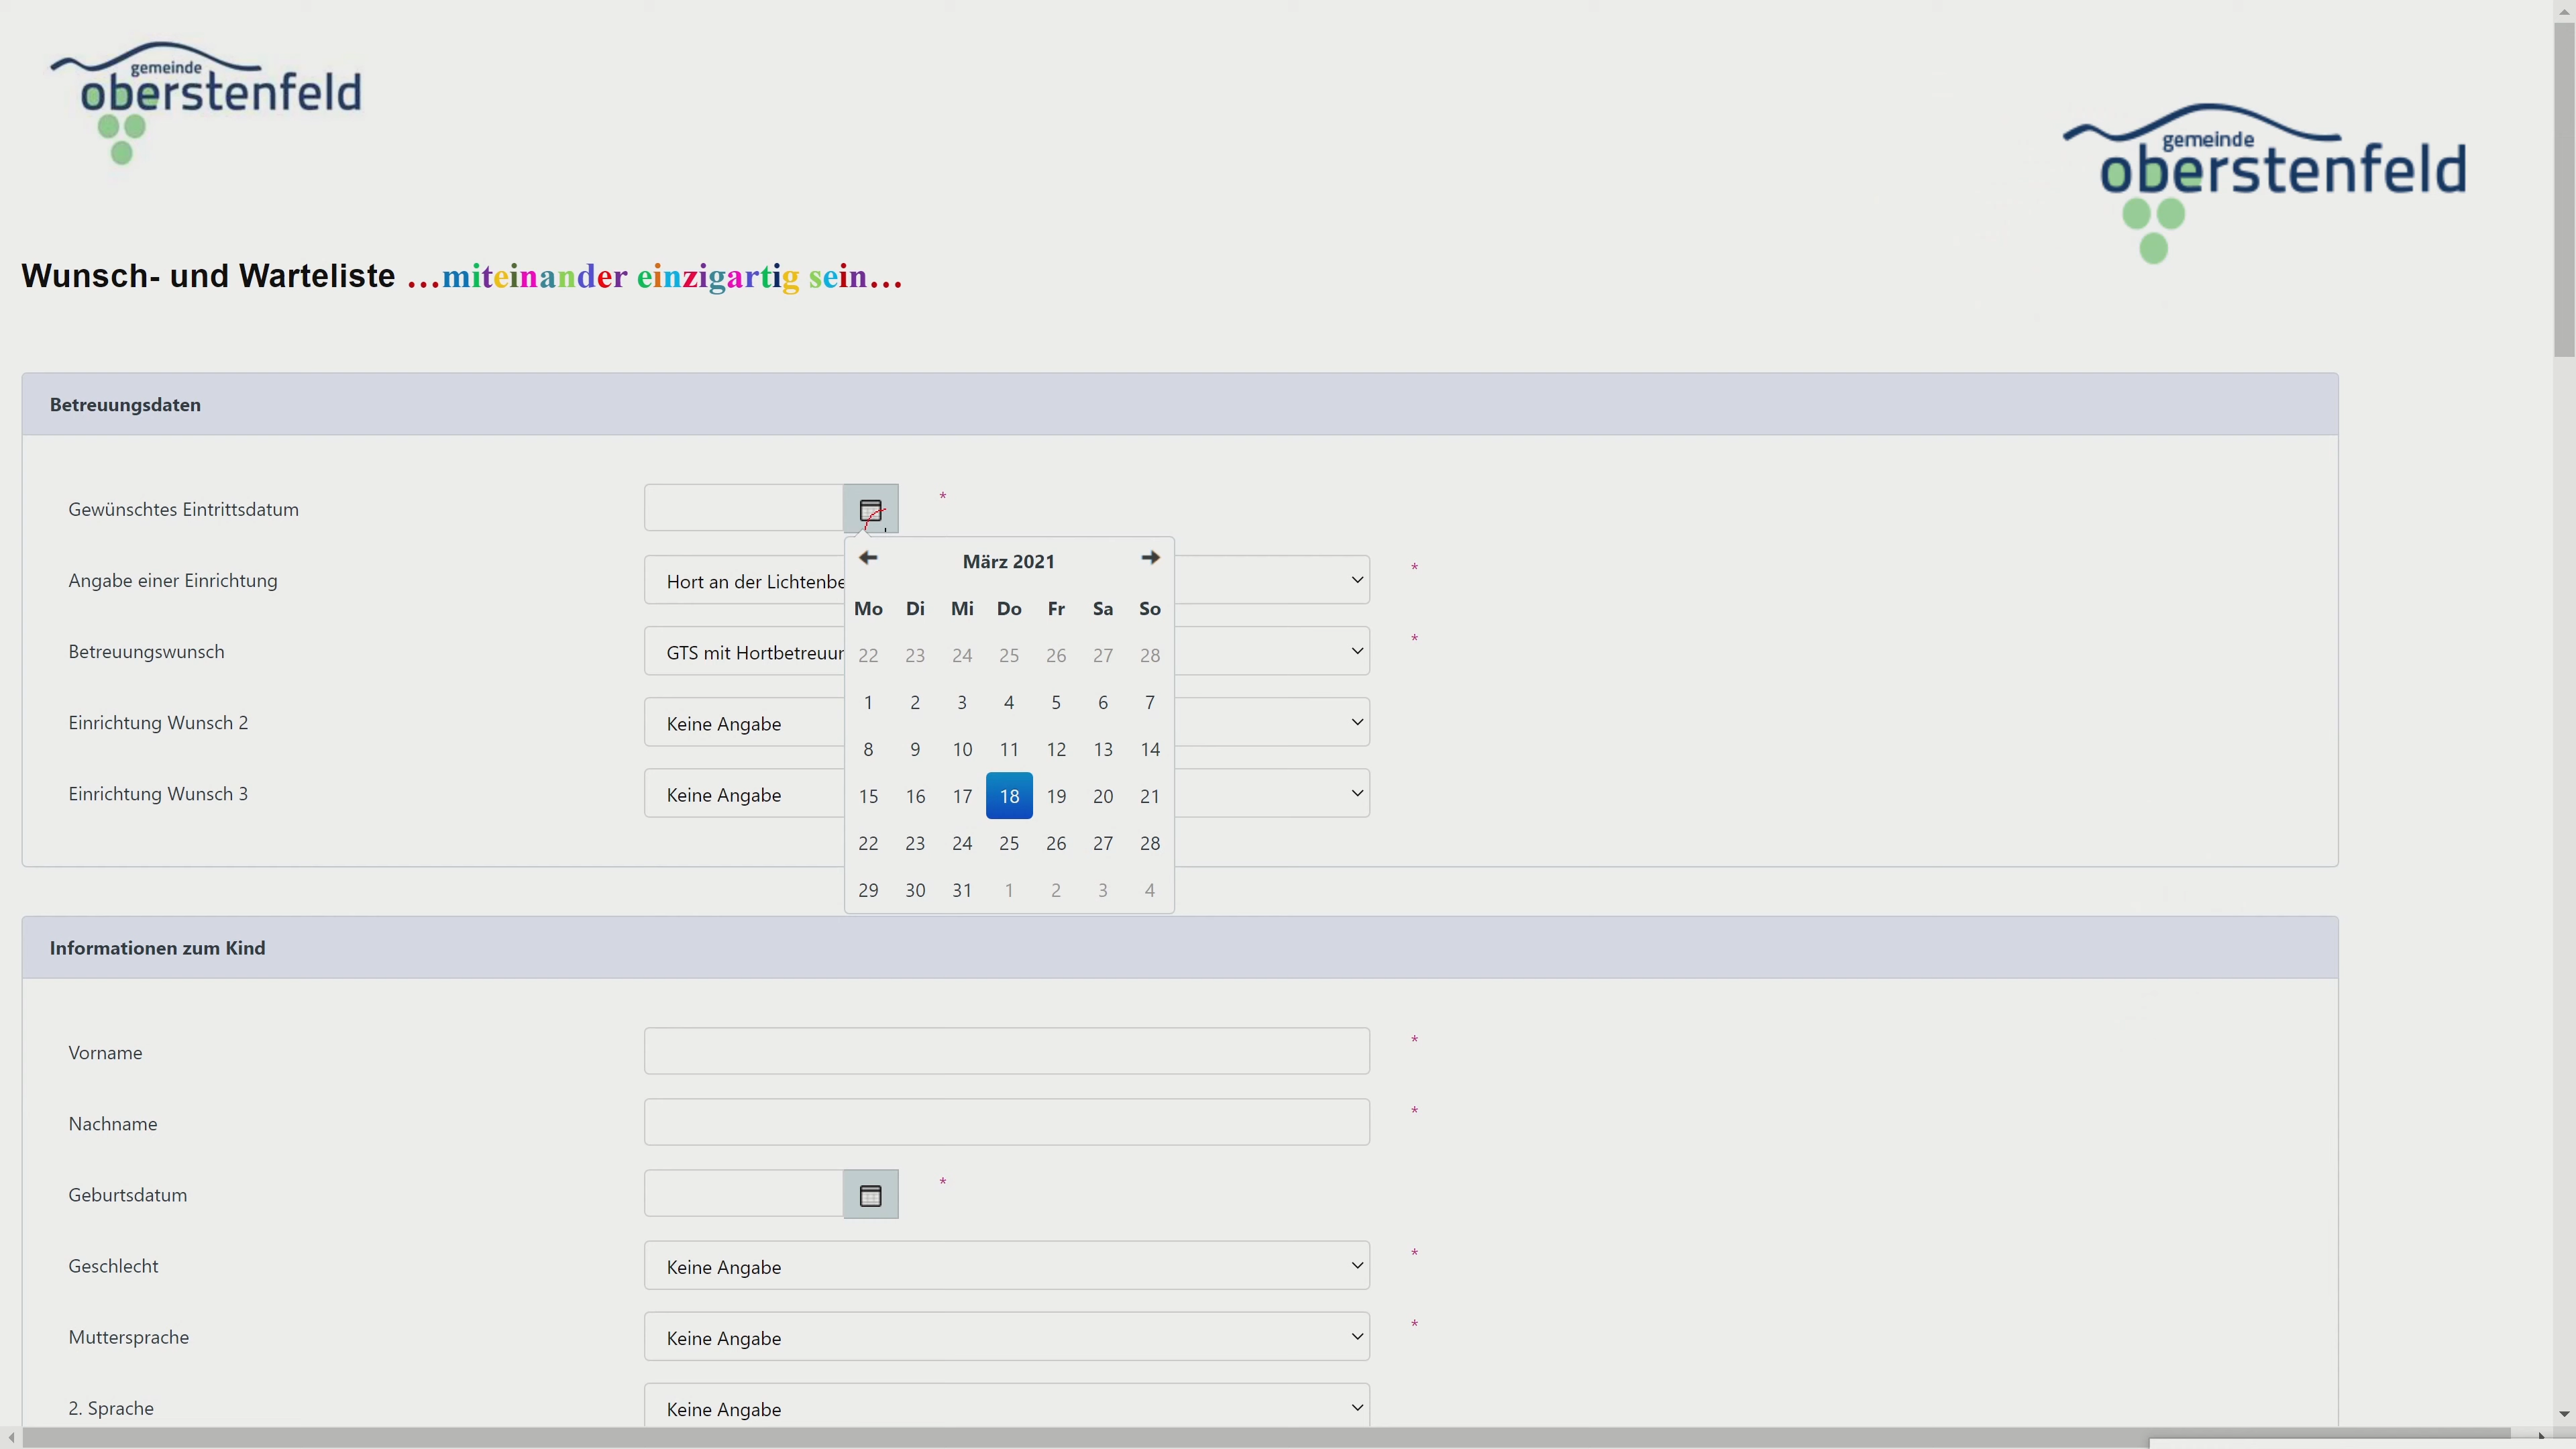 gemeinde
oberstenfeld
gemeinde
oberstenfeld
Wunsch- und Warteliste ...miteinander einzigartig sein...
Betreuungsdaten
Gewünschtes Eintrittsdatum *
März 2021
Angabe einer Einrichtung Hort an der *
Mo Di Mi Do Fr Sa So
Betreuungswunsch GTS mit *
22 23 24 25 26 27 28
1 2 3 4 5 6 7
Einrichtung Wunsch 2 Keine Angabe
8 9 10 11 12 13 14
Einrichtung Wunsch 3 Keine Angabe
15 16 17 18 19 20 21
22 23 24 25 26 27 28
29 30 31 1 2 3 4
Informationen zum Kind
Vorname *
Nachname *
Geburtsdatum *
Geschlecht Keine Angabe *
Muttersprache Keine Angabe *
2. Sprache Keine Angabe